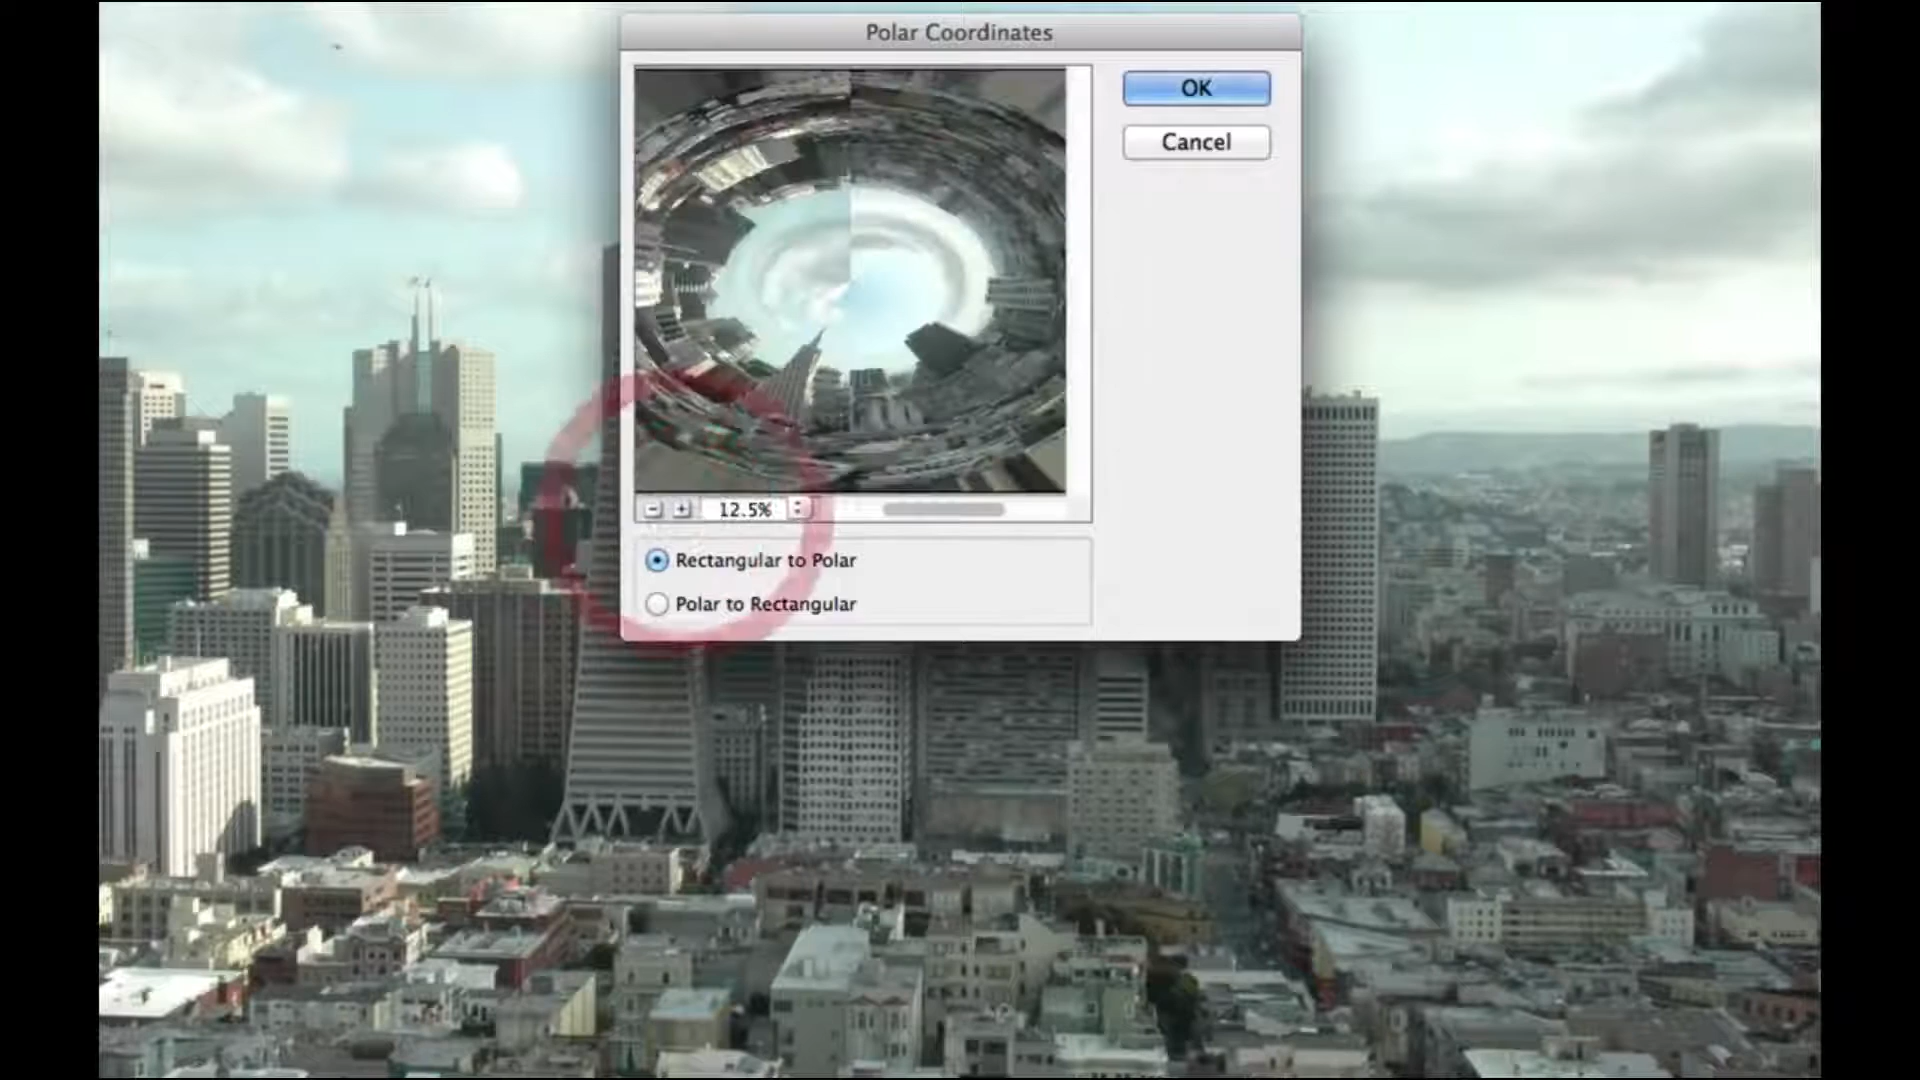 Polar Coordinates
OK
Cancel
12.5%
Rectangular to Polar
Polar to Rectangular